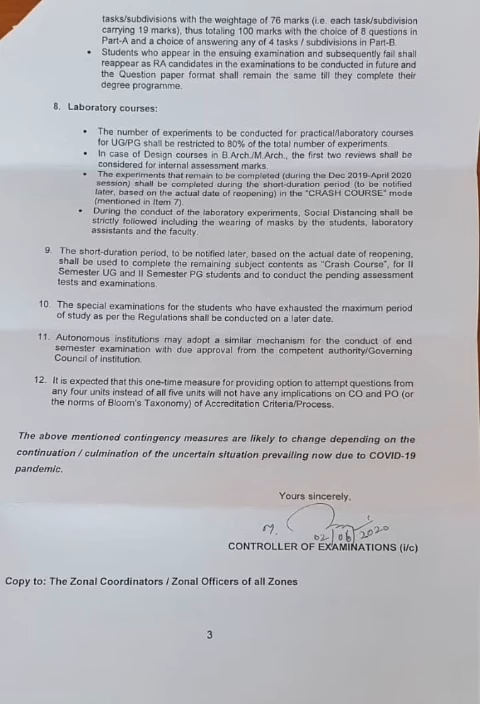 tasks/subdivisions with the weightage of 76 marks (i.e. each task/subdivision
carrying 19 marks), thus totaling 100 marks with the choice of 8 questions in
Part-A and a choice of answering any of 4 tasks / subdivisions in Part-B.
• Students who appear in the ensuing examination and subsequently fail shall
reappear as RA candidates in the examinations to be conducted in future and
the Question paper format shall remain the same till they complete their
degree programme.
8. Laboratory courses:
• The number of experiments to be conducted for practical/laboratory courses
for UG/PG shall be restricted to 80% of the total number of experiments.
• In case of Design courses in B.Arch./M.Arch., the first two reviews shall be
considered for internal assessment marks.
• The experiments that remain to be completed (during the Dec 2019-April 2020
session) shall be completed during the short-duration period (to be notified
later, based on the actual date of reopening) in the "CRASH COURSE" mode
(mentioned in Item 7).
• During the conduct of the laboratory experiments, Social Distancing shall be
strictly followed including the wearing of masks by the students, laboratory
assistants and the faculty.
9. The short-duration period, to be notified later, based on the actual date of reopening,
shall be used to complete the remaining subject contents as "Crash Course", for II
Semester UG and II Semester PG students and to conduct the pending assessment
tests and examinations.
10. The special examinations for the students who have exhausted the maximum period
of study as per the Regulations shall be conducted on a later date.
11. Autonomous institutions may adopt a similar mechanism for the conduct of end
semester examination with due approval from the competent authority/Governing
Council of institution.
12. It is expected that this one-time measure for providing option to attempt questions from
any four units instead of all five units will not have any implications on CO and PO (or
the norms of Bloom's Taxonomy) of Accreditation Criteria/Process.
The above mentioned contingency measures are likely to change depending on the
continuation / culmination of the uncertain situation prevailing now due to COVID-19
pandemic.
Yours sincerely,
02/06/2020
CONTROLLER OF EXAMINATIONS (i/c)
Copy to: The Zonal Coordinators / Zonal Officers of all Zones
3